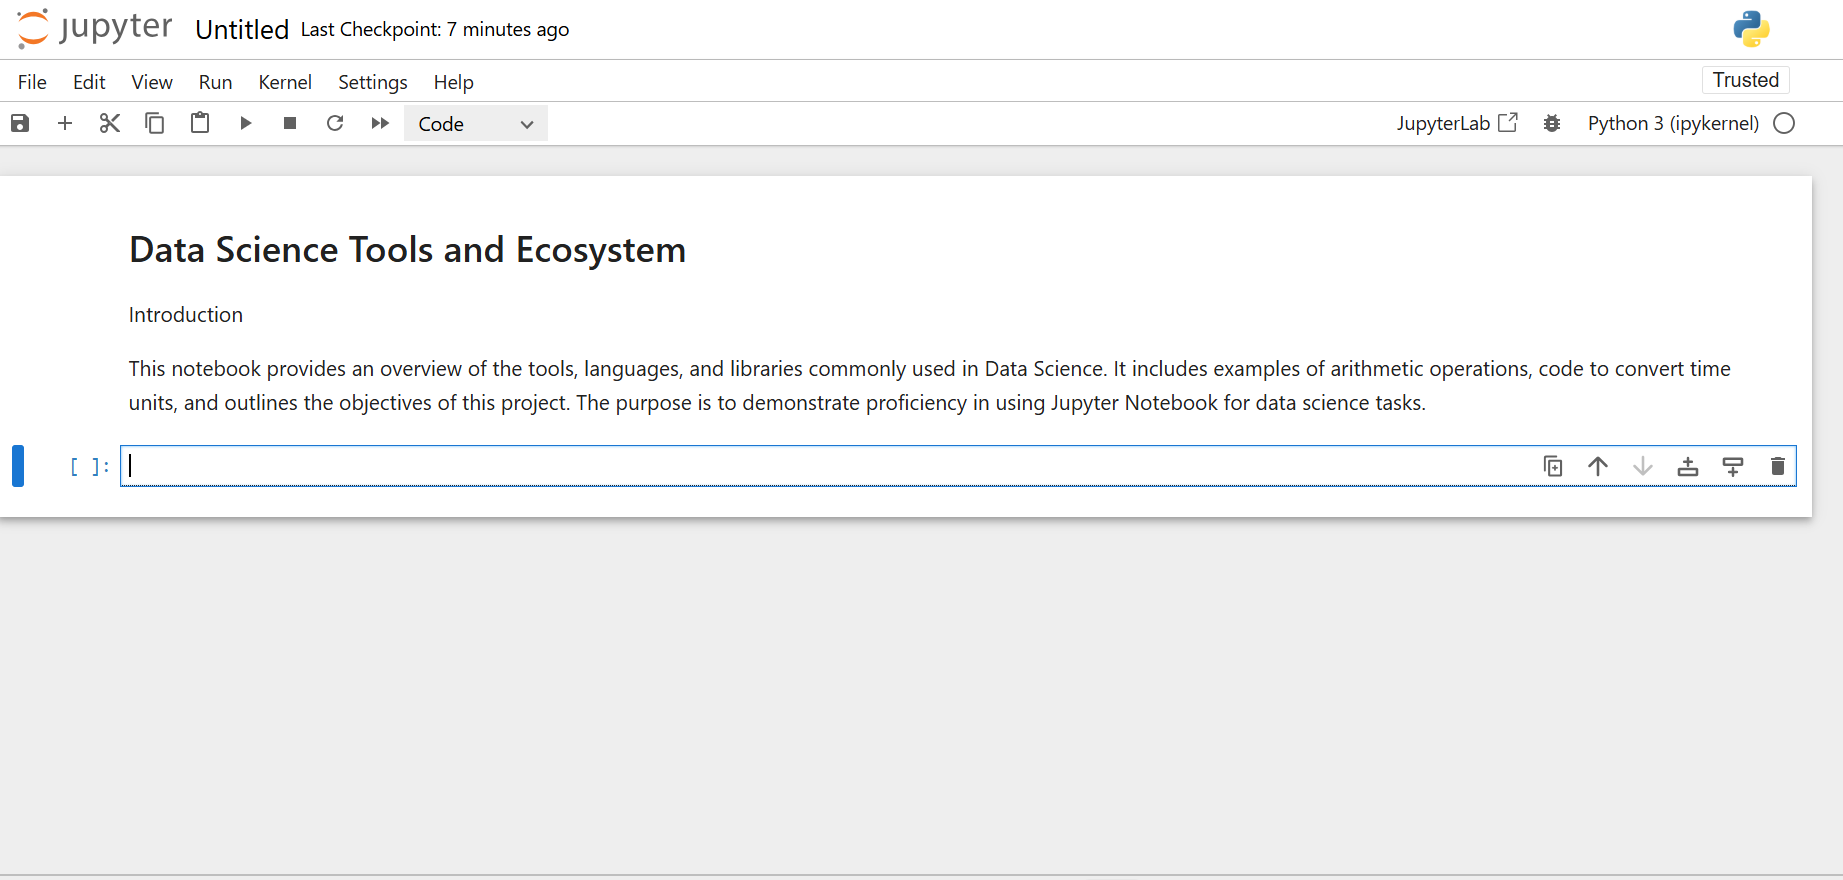 jupyter Untitled Last Checkpoint: 7 minutes ago
File Edit View Run Kernel Settings Help Trusted
Code JupyterLab Python 3 (ipykernel)
Data Science Tools and Ecosystem
Introduction
This notebook provides an overview of the tools, languages, and libraries commonly used in Data Science. It includes examples of arithmetic operations, code to convert time
units, and outlines the objectives of this project. The purpose is to demonstrate proficiency in using Jupyter Notebook for data science tasks.
[ ]: